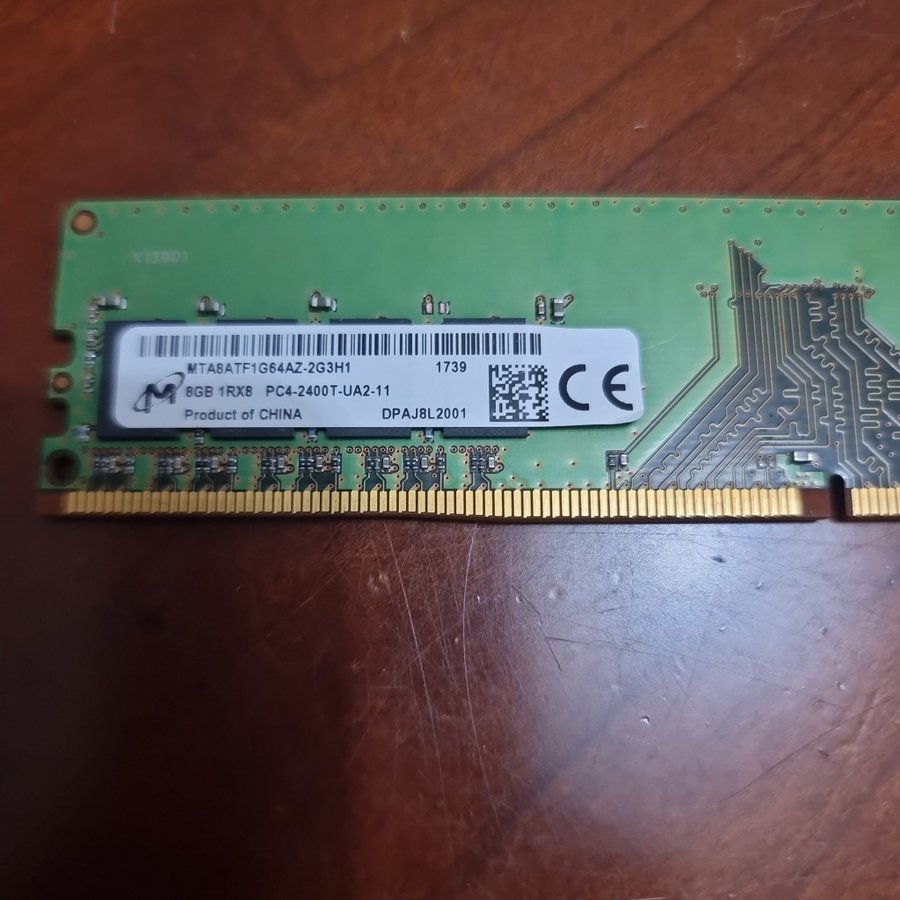 X13901
MTA8ATF1G64AZ-2G3H1 1739
8GB 1RX8 PC4-2400T-UA2-11
Product of CHINA DPAJ8L2001
CE